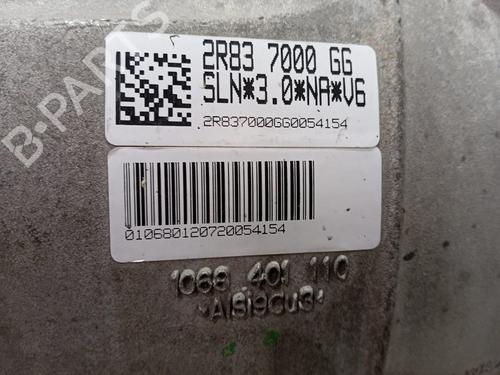 2R83 7000 GG
SLN*3.0*NA*V6
2R837000GG0054154
010680120720054154
1068 401 110
*AlSi9Cu3*
B-PARTS